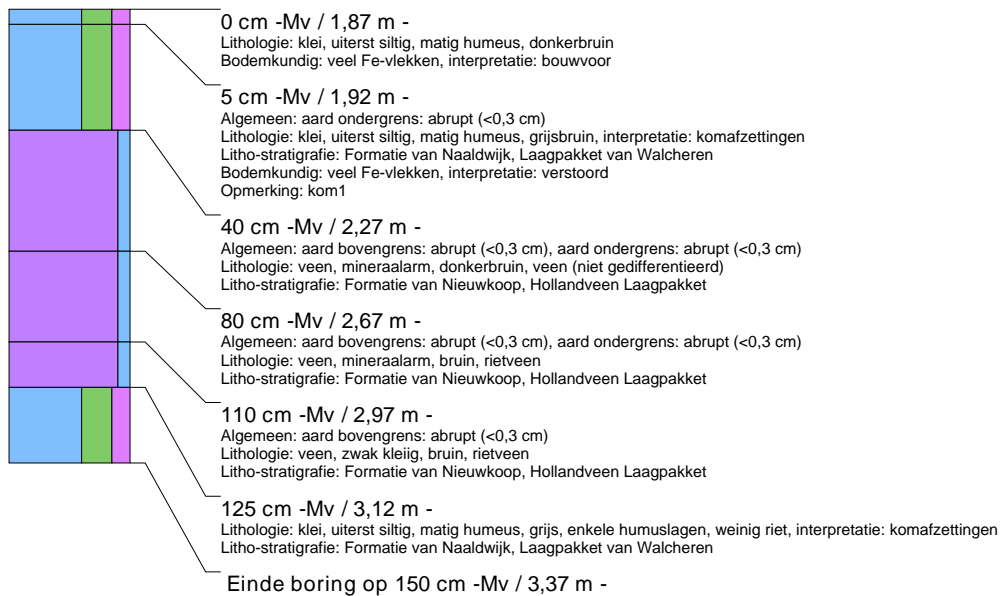 0 cm -Mv / 1,87 m -
Lithologie: klei, uiterst siltig, matig humeus, donkerbruin
Bodemkundig: veel Fe-vlekken, interpretatie: bouwvoor
5 cm -Mv / 1,92 m -
Algemeen: aard ondergrens: abrupt (<0,3 cm)
Lithologie: klei, uiterst siltig, matig humeus, grijsbruin, interpretatie: komafzettingen
Litho-stratigrafie: Formatie van Naaldwijk, Laagpakket van Walcheren
Bodemkundig: veel Fe-vlekken, interpretatie: verstoord
Opmerking: kom1
40 cm -Mv / 2,27 m -
Algemeen: aard bovengrens: abrupt (<0,3 cm), aard ondergrens: abrupt (<0,3 cm)
Lithologie: veen, mineraalarm, donkerbruin, veen (niet gedifferentieerd)
Litho-stratigrafie: Formatie van Nieuwkoop, Hollandveen Laagpakket
80 cm -Mv / 2,67 m -
Algemeen: aard bovengrens: abrupt (<0,3 cm), aard ondergrens: abrupt (<0,3 cm)
Lithologie: veen, mineraalarm, bruin, rietveen
Litho-stratigrafie: Formatie van Nieuwkoop, Hollandveen Laagpakket
110 cm -Mv / 2,97 m -
Algemeen: aard bovengrens: abrupt (<0,3 cm)
Lithologie: veen, zwak kleiig, bruin, rietveen
Litho-stratigrafie: Formatie van Nieuwkoop, Hollandveen Laagpakket
125 cm -Mv / 3,12 m -
Lithologie: klei, uiterst siltig, matig humeus, grijs, enkele humuslagen, weinig riet, interpretatie: komafzettingen
Litho-stratigrafie: Formatie van Naaldwijk, Laagpakket van Walcheren
Einde boring op 150 cm -Mv / 3,37 m -